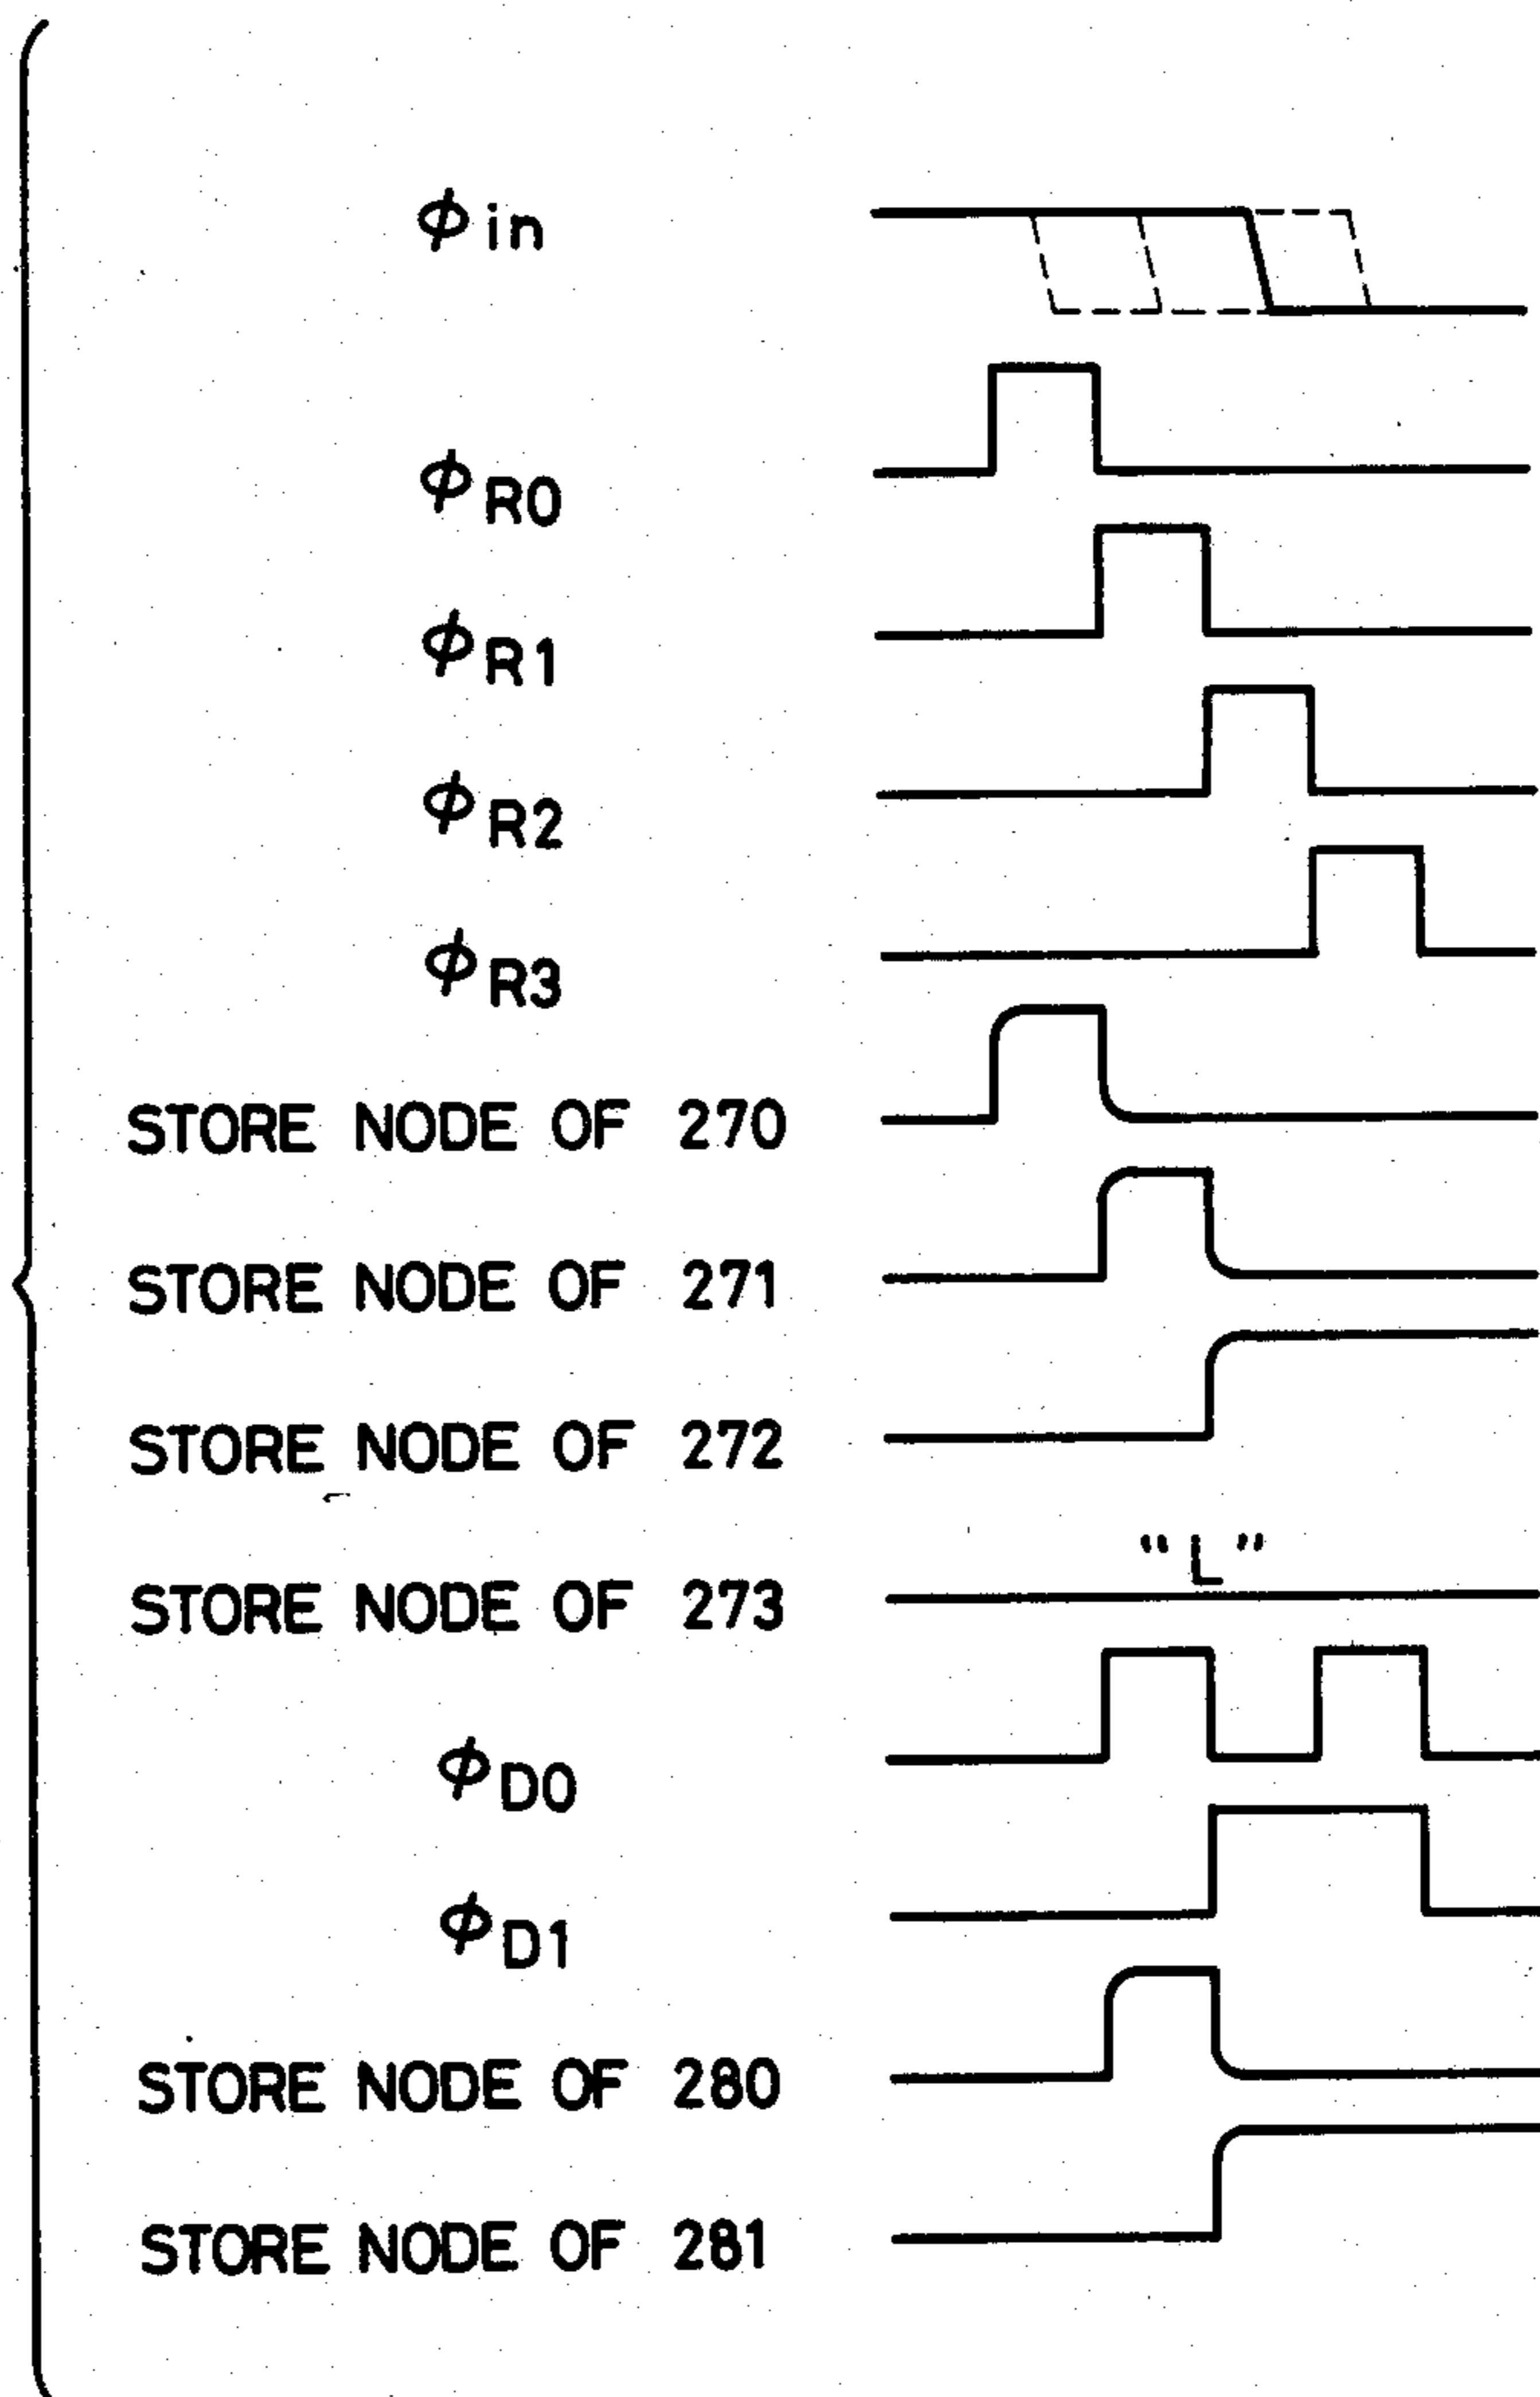 ϕin
ϕR0
ϕR1
ϕR2
ϕR3
STORE NODE OF 270
STORE NODE OF 271
STORE NODE OF 272
"L"
STORE NODE OF 273
ϕD0
ϕD1
STORE NODE OF 280
STORE NODE OF 281